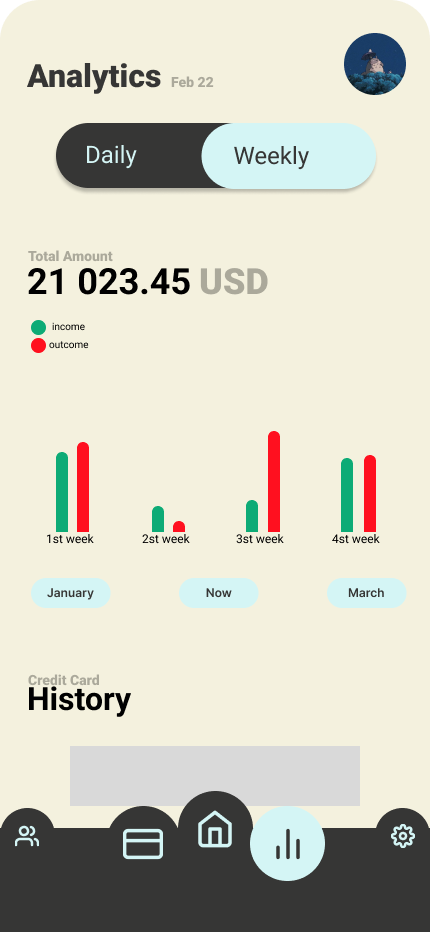 Analytics Feb 22
Daily Weekly
Total Amount
21 023.45 USD
income
outcome
1st week 2st week 3st week 4st week
January Now March
Credit Card
History